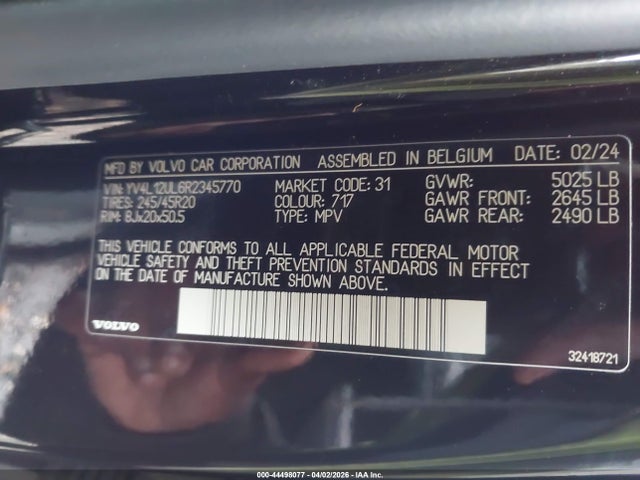 MFD BY VOLVO CAR CORPORATION ASSEMBLED IN BELGIUM DATE: 02/24
VIN: YV4L12UL6R2345770 MARKET CODE: 31 GVWR: 5025 LB
TIRES: 245/45R20 COLOUR: 717 GAWR FRONT: 2645 LB
RIM: 8Jx20x50.5 TYPE: MPV GAWR REAR: 2490 LB
THIS VEHICLE CONFORMS TO ALL APPLICABLE FEDERAL MOTOR
VEHICLE SAFETY AND THEFT PREVENTION STANDARDS IN EFFECT
ON THE DATE OF MANUFACTURE SHOWN ABOVE.
VOLVO
32418721
000-44498077 - 04/02/2026 - IAA Inc.